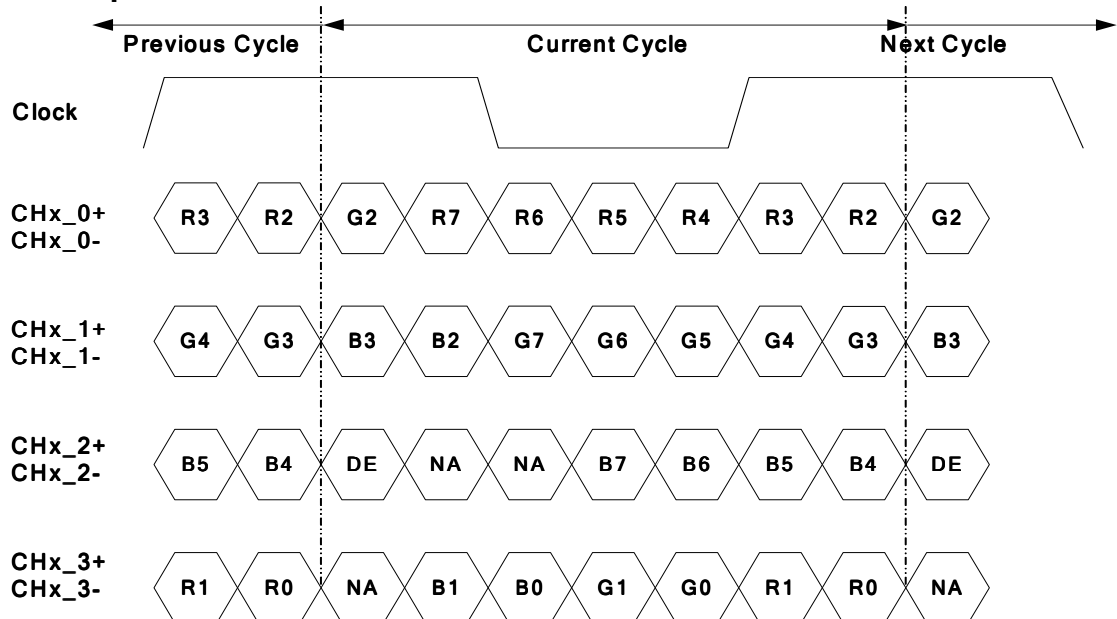 Previous Cycle Current Cycle Next Cycle
Clock
CHx_0+
CHx_0-
R3 R2 G2 R7 R6 R5 R4 R3 R2 G2
CHx_1+
CHx_1-
G4 G3 B3 B2 G7 G6 G5 G4 G3 B3
CHx_2+
CHx_2-
B5 B4 DE NA NA B7 B6 B5 B4 DE
CHx_3+
CHx_3-
R1 R0 NA B1 B0 G1 G0 R1 R0 NA